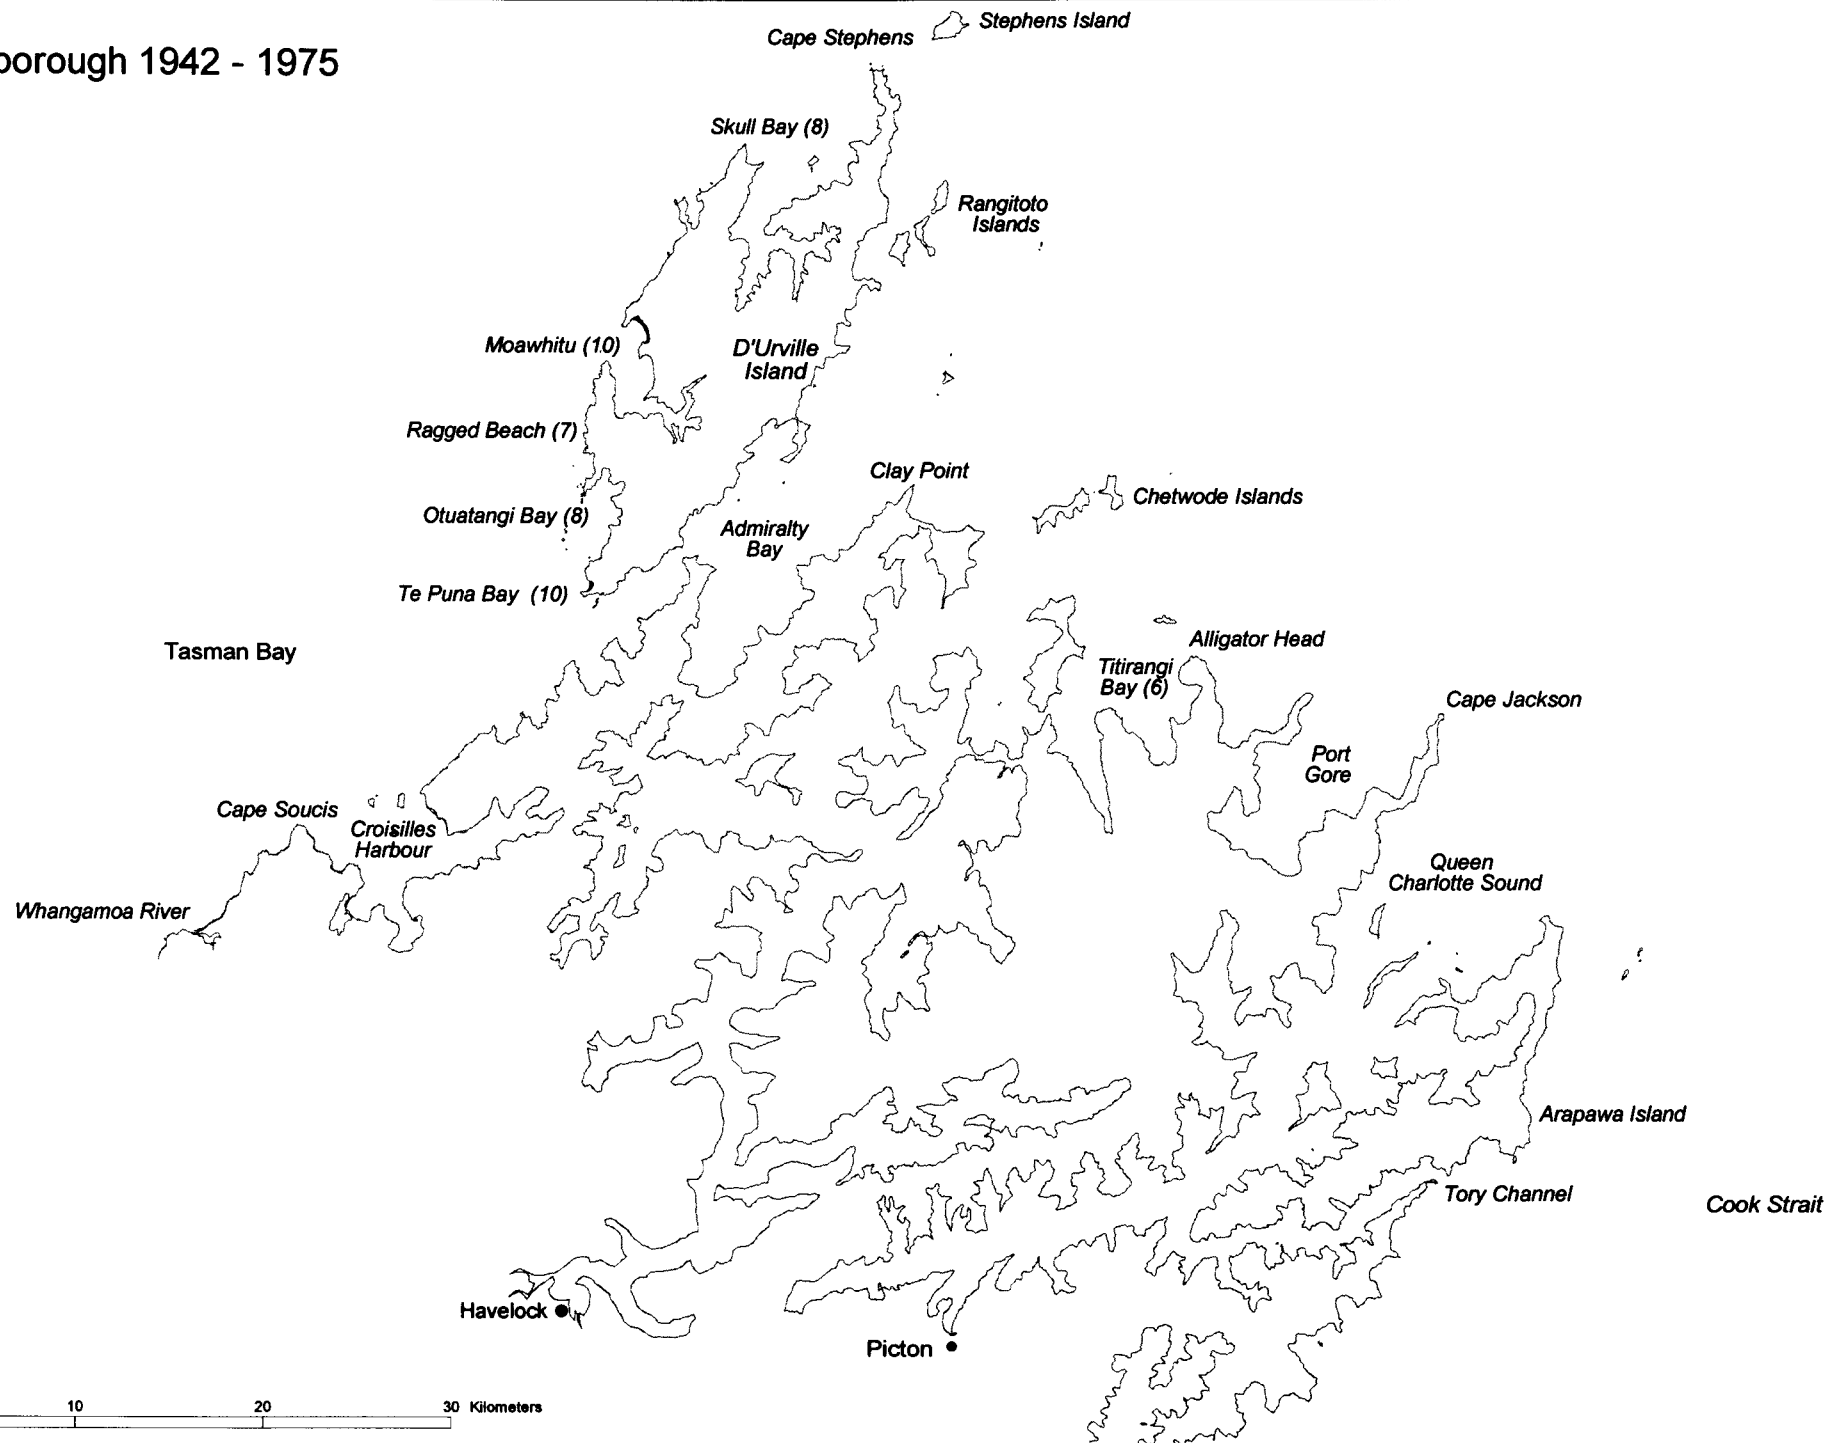 Stephens Island
Cape Stephens
borough 1942 - 1975
Skull Bay (8)
Rangitoto
Islands
Moawhitu (10)
D'Urville
Island
Ragged Beach (7)
Clay Point
Chetwode Islands
Otuatangi Bay (8)
Admiralty
Bay
Te Puna Bay (10)
Tasman Bay
Alligator Head
Titirangi
Bay (6)
Cape Jackson
Port
Gore
Cape Soucis
Croisilles
Harbour
Queen
Charlotte Sound
Whangamoa River
Arapawa Island
Tory Channel
Cook Strait
Havelock
Picton
10 20 30 Kilometers